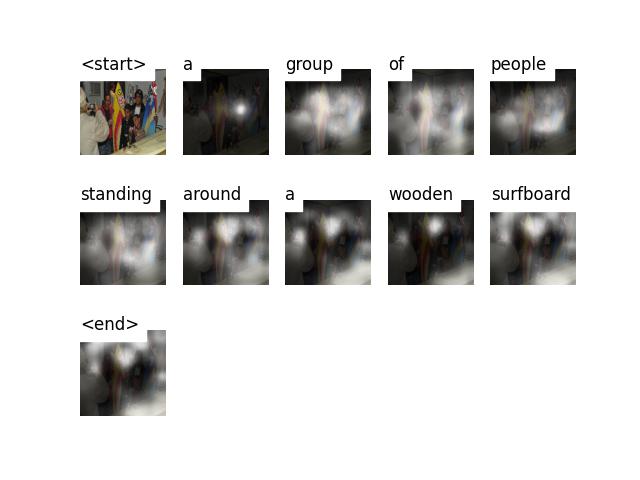 <start> a group of people
standing around a wooden surfboard
<end>